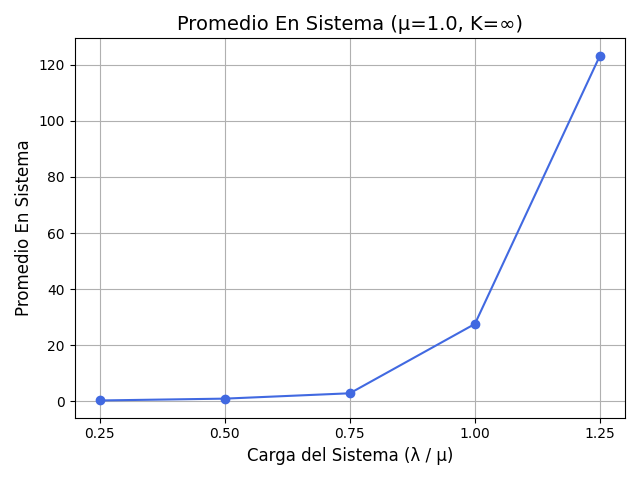 Promedio En Sistema (μ=1.0, K=∞)
120
100
80
60
40
20
0
Promedio En Sistema
0.25 0.50 0.75 1.00 1.25
Carga del Sistema (λ / μ)